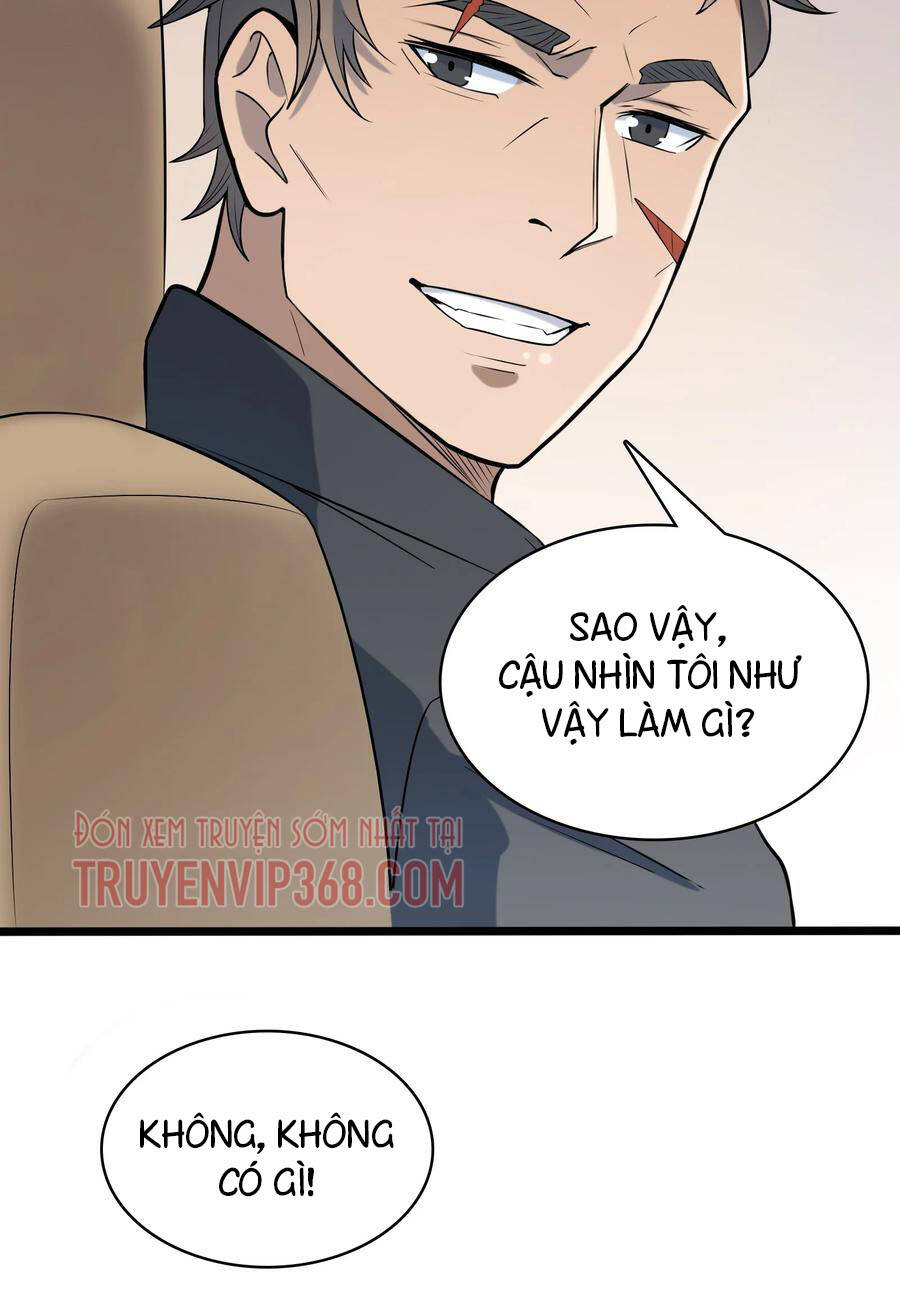 SAO VẬY,
CẬU NHÌN TÔI NHƯ
VẬY LÀM GÌ?
ĐÓN XEM TRUYỆN SỚM NHẤT TẠI
TRUYENVIP368.COM
KHÔNG, KHÔNG
CÓ GÌ!